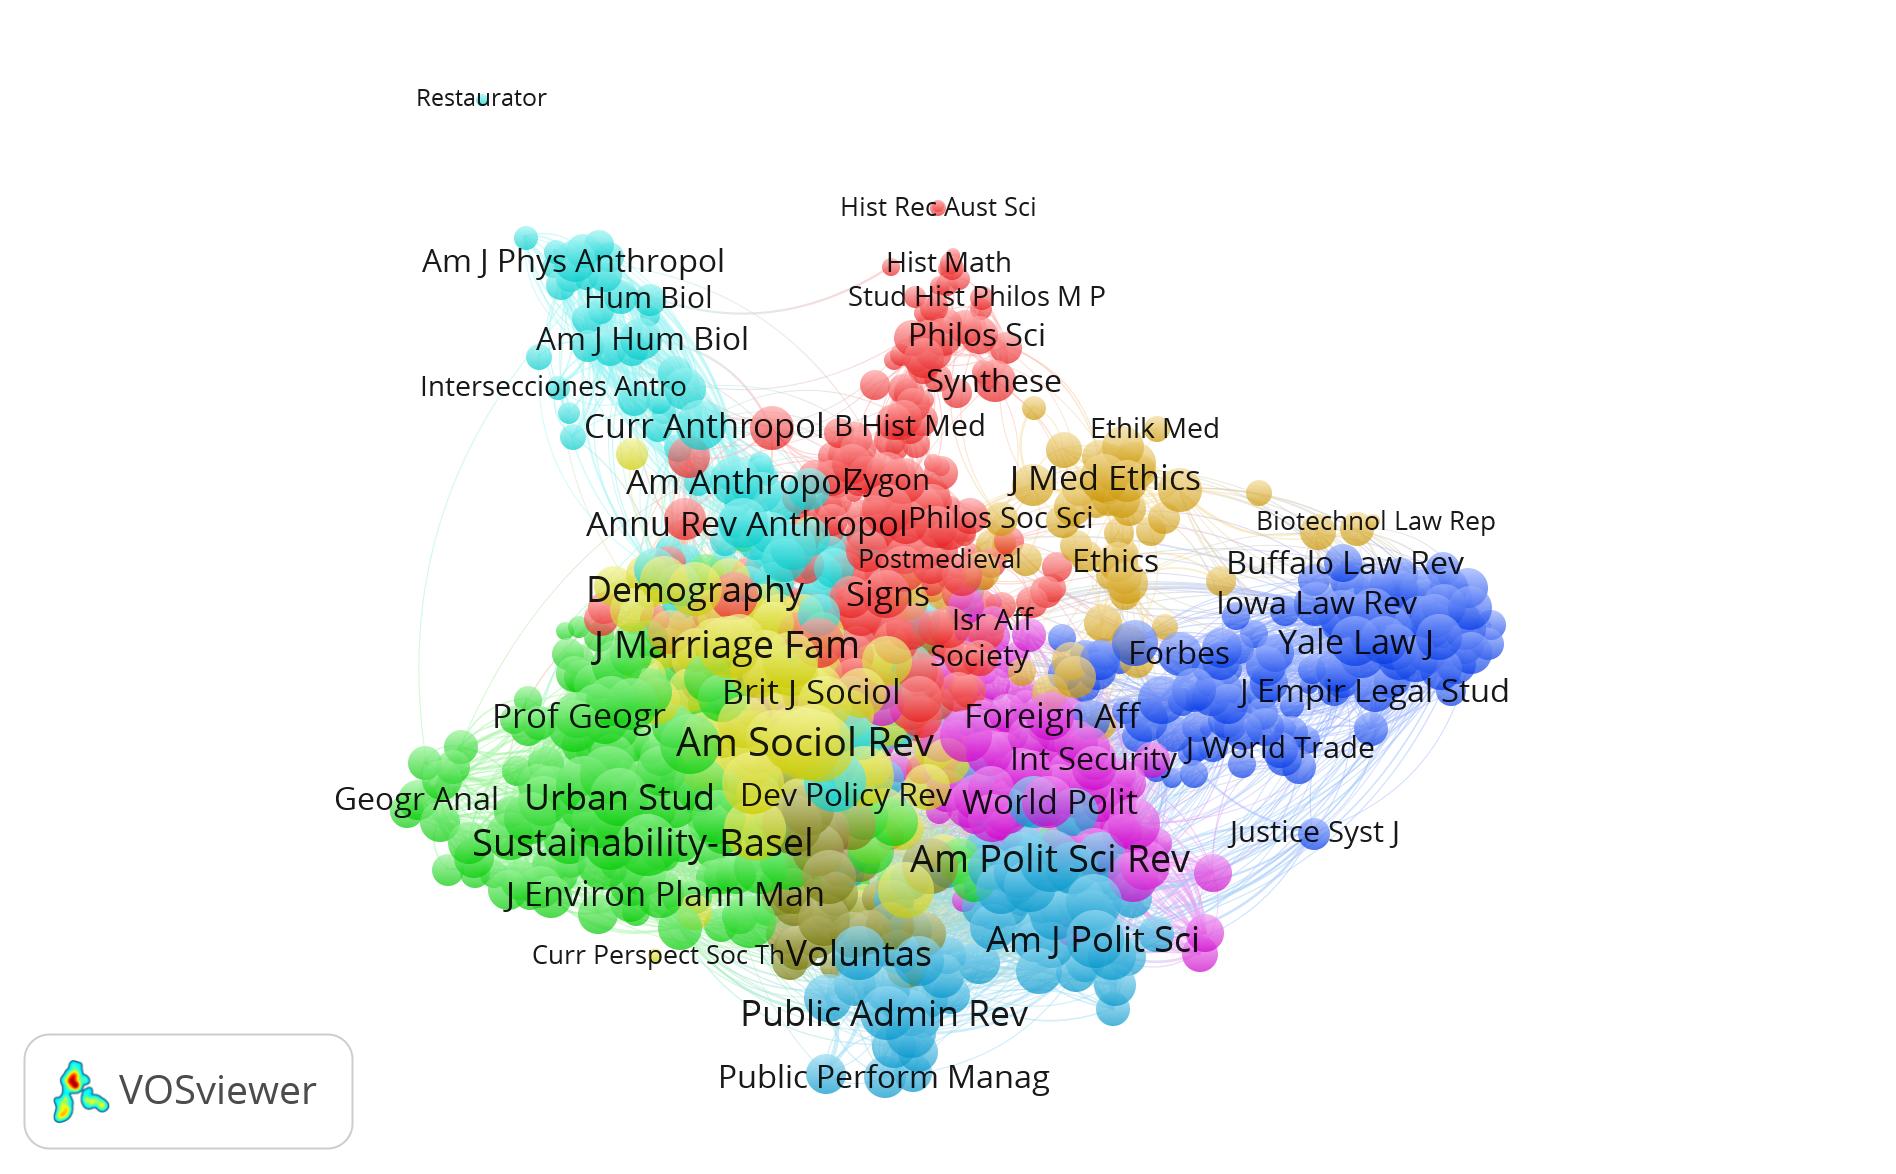 Restaurator
Hist Rec Aust Sci
Am J Phys Anthropol
Hist Math
Hum Biol
Stud Hist Philos M P
Am J Hum Biol
Philos Sci
Intersecciones Antro
Synthese
Curr Anthropol
B Hist Med
Ethik Med
Am Anthropol
Zygon
J Med Ethics
Annu Rev Anthropol
Philos Soc Sci
Biotechnol Law Rep
Postmedieval
Ethics
Buffalo Law Rev
Demography
Signs
Iowa Law Rev
Isr Aff
J Marriage Fam
Society
Forbes
Yale Law J
Brit J Sociol
J Empir Legal Stud
Prof Geogr
Foreign Aff
Am Sociol Rev
Int Security
J World Trade
Geogr Anal
Urban Stud
Dev Policy Rev
World Polit
Justice Syst J
Sustainability-Basel
Am Polit Sci Rev
J Environ Plann Man
Am J Polit Sci
Curr Perspect Soc Th
Voluntas
Public Admin Rev
Public Perform Manag
VOSviewer